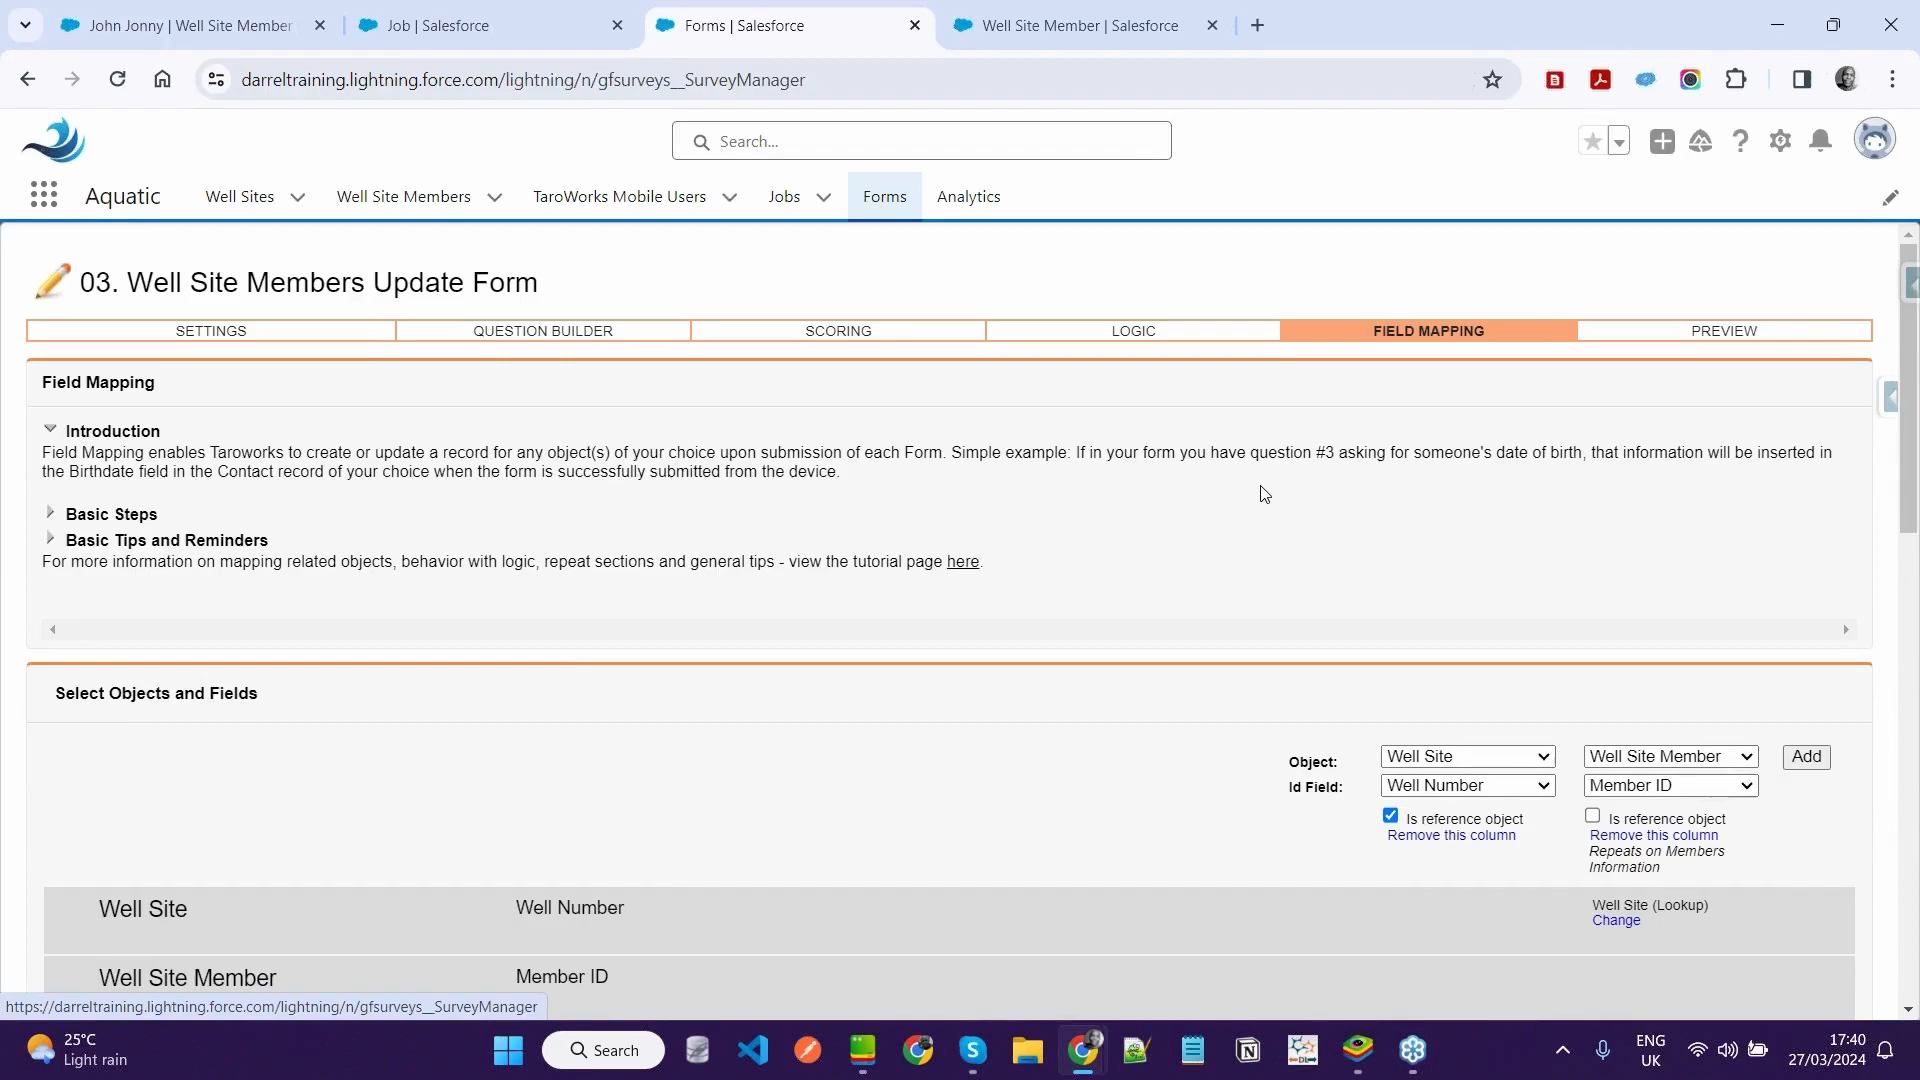 John Jonny | Well Site Member
Job | Salesforce
Forms | Salesforce
Well Site Member | Salesforce
darreltraining.lightning.force.com/lightning/n/gfsurveys__SurveyManager
Search...
Aquatic
Well Sites
Well Site Members
TaroWorks Mobile Users
Jobs
Forms
Analytics
03. Well Site Members Update Form
SETTINGS
QUESTION BUILDER
SCORING
LOGIC
FIELD MAPPING
PREVIEW
Field Mapping
Introduction
Field Mapping enables Taroworks to create or update a record for any object(s) of your choice upon submission of each Form. Simple example: If in your form you have question #3 asking for someone's date of birth, that information will be inserted in
the Birthdate field in the Contact record of your choice when the form is successfully submitted from the device.
Basic Steps
Basic Tips and Reminders
For more information on mapping related objects, behavior with logic, repeat sections and general tips - view the tutorial page here.
Select Objects and Fields
Object:
Well Site
Well Site Member
Add
Id Field:
Well Number
Member ID
Is reference object
Is reference object
Remove this column
Remove this column
Repeats on Members
Information
Well Site
Well Number
Well Site (Lookup)
Change
Well Site Member
Member ID
https://darreltraining.lightning.force.com/lightning/n/gfsurveys__SurveyManager
25°C
Light rain
Search
ENG
UK
17:40
27/03/2024